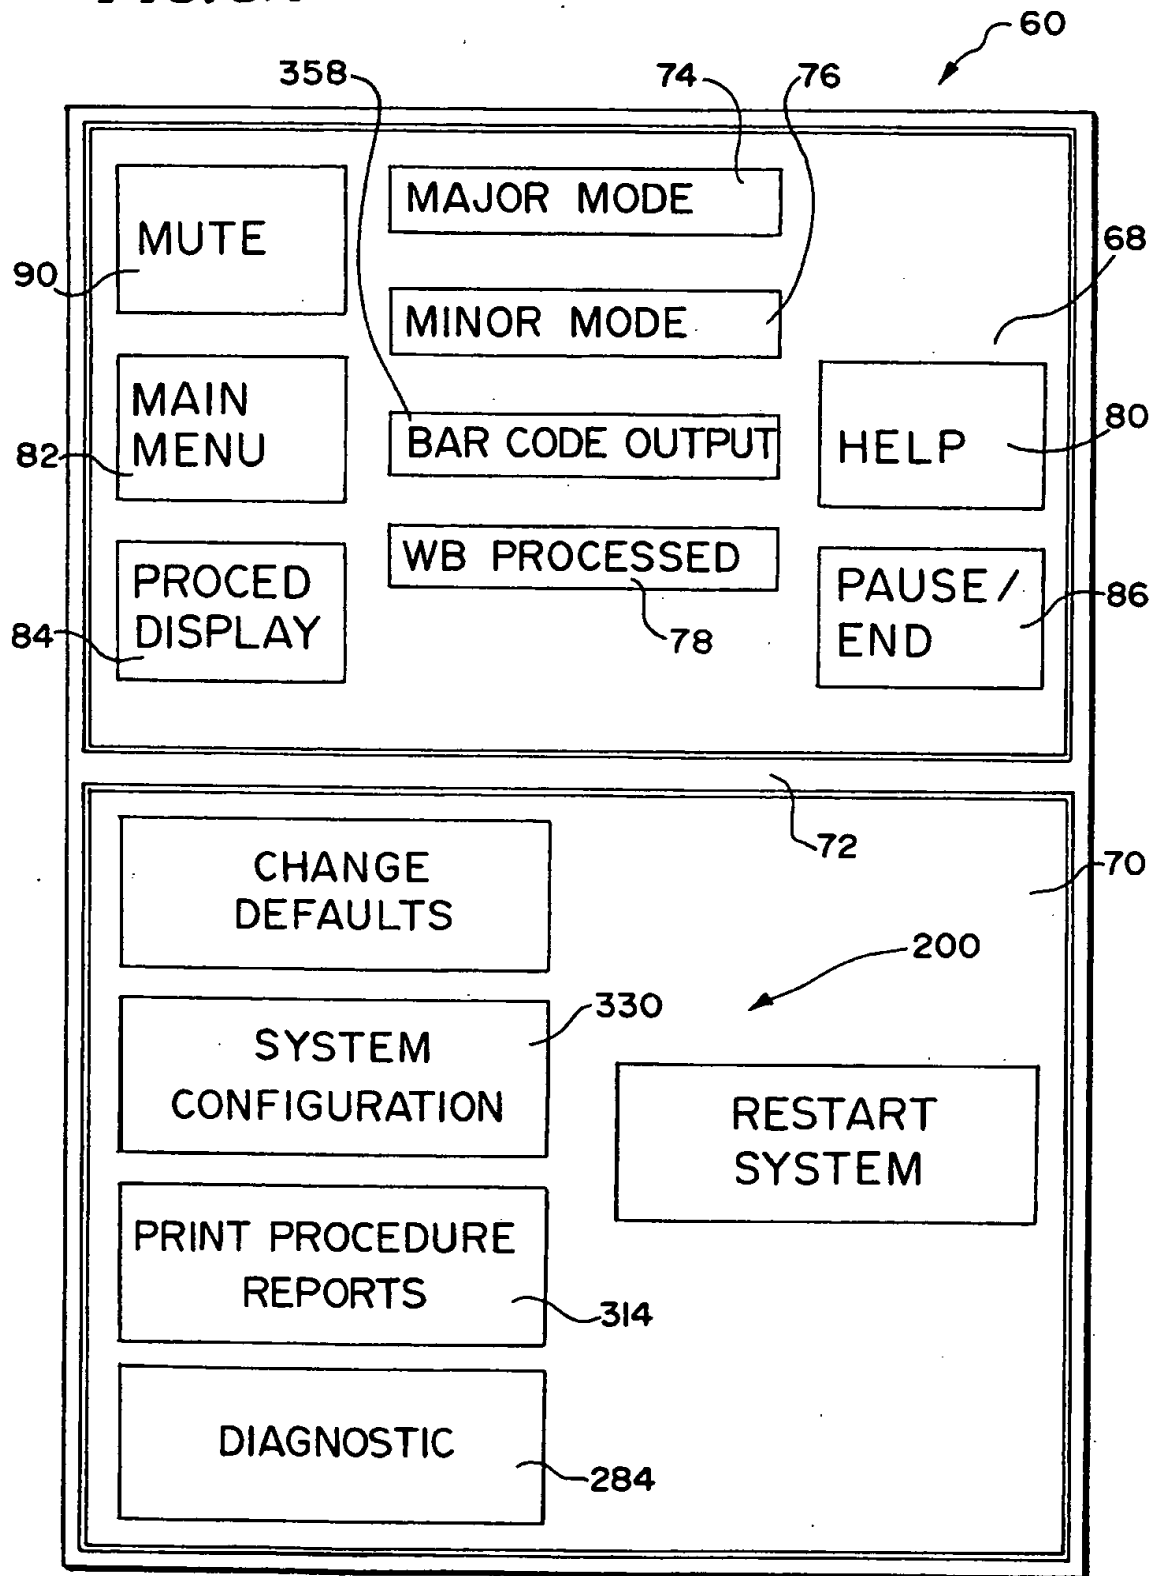 60
358
74
76
MUTE
90
MAJOR MODE
68
MINOR MODE
MAIN
MENU
82
BAR CODE OUTPUT
HELP
80
PROCED
DISPLAY
84
WB PROCESSED
78
PAUSE/
END
86
72
70
CHANGE
DEFAULTS
200
330
SYSTEM
CONFIGURATION
RESTART
SYSTEM
PRINT PROCEDURE
REPORTS
314
DIAGNOSTIC
284